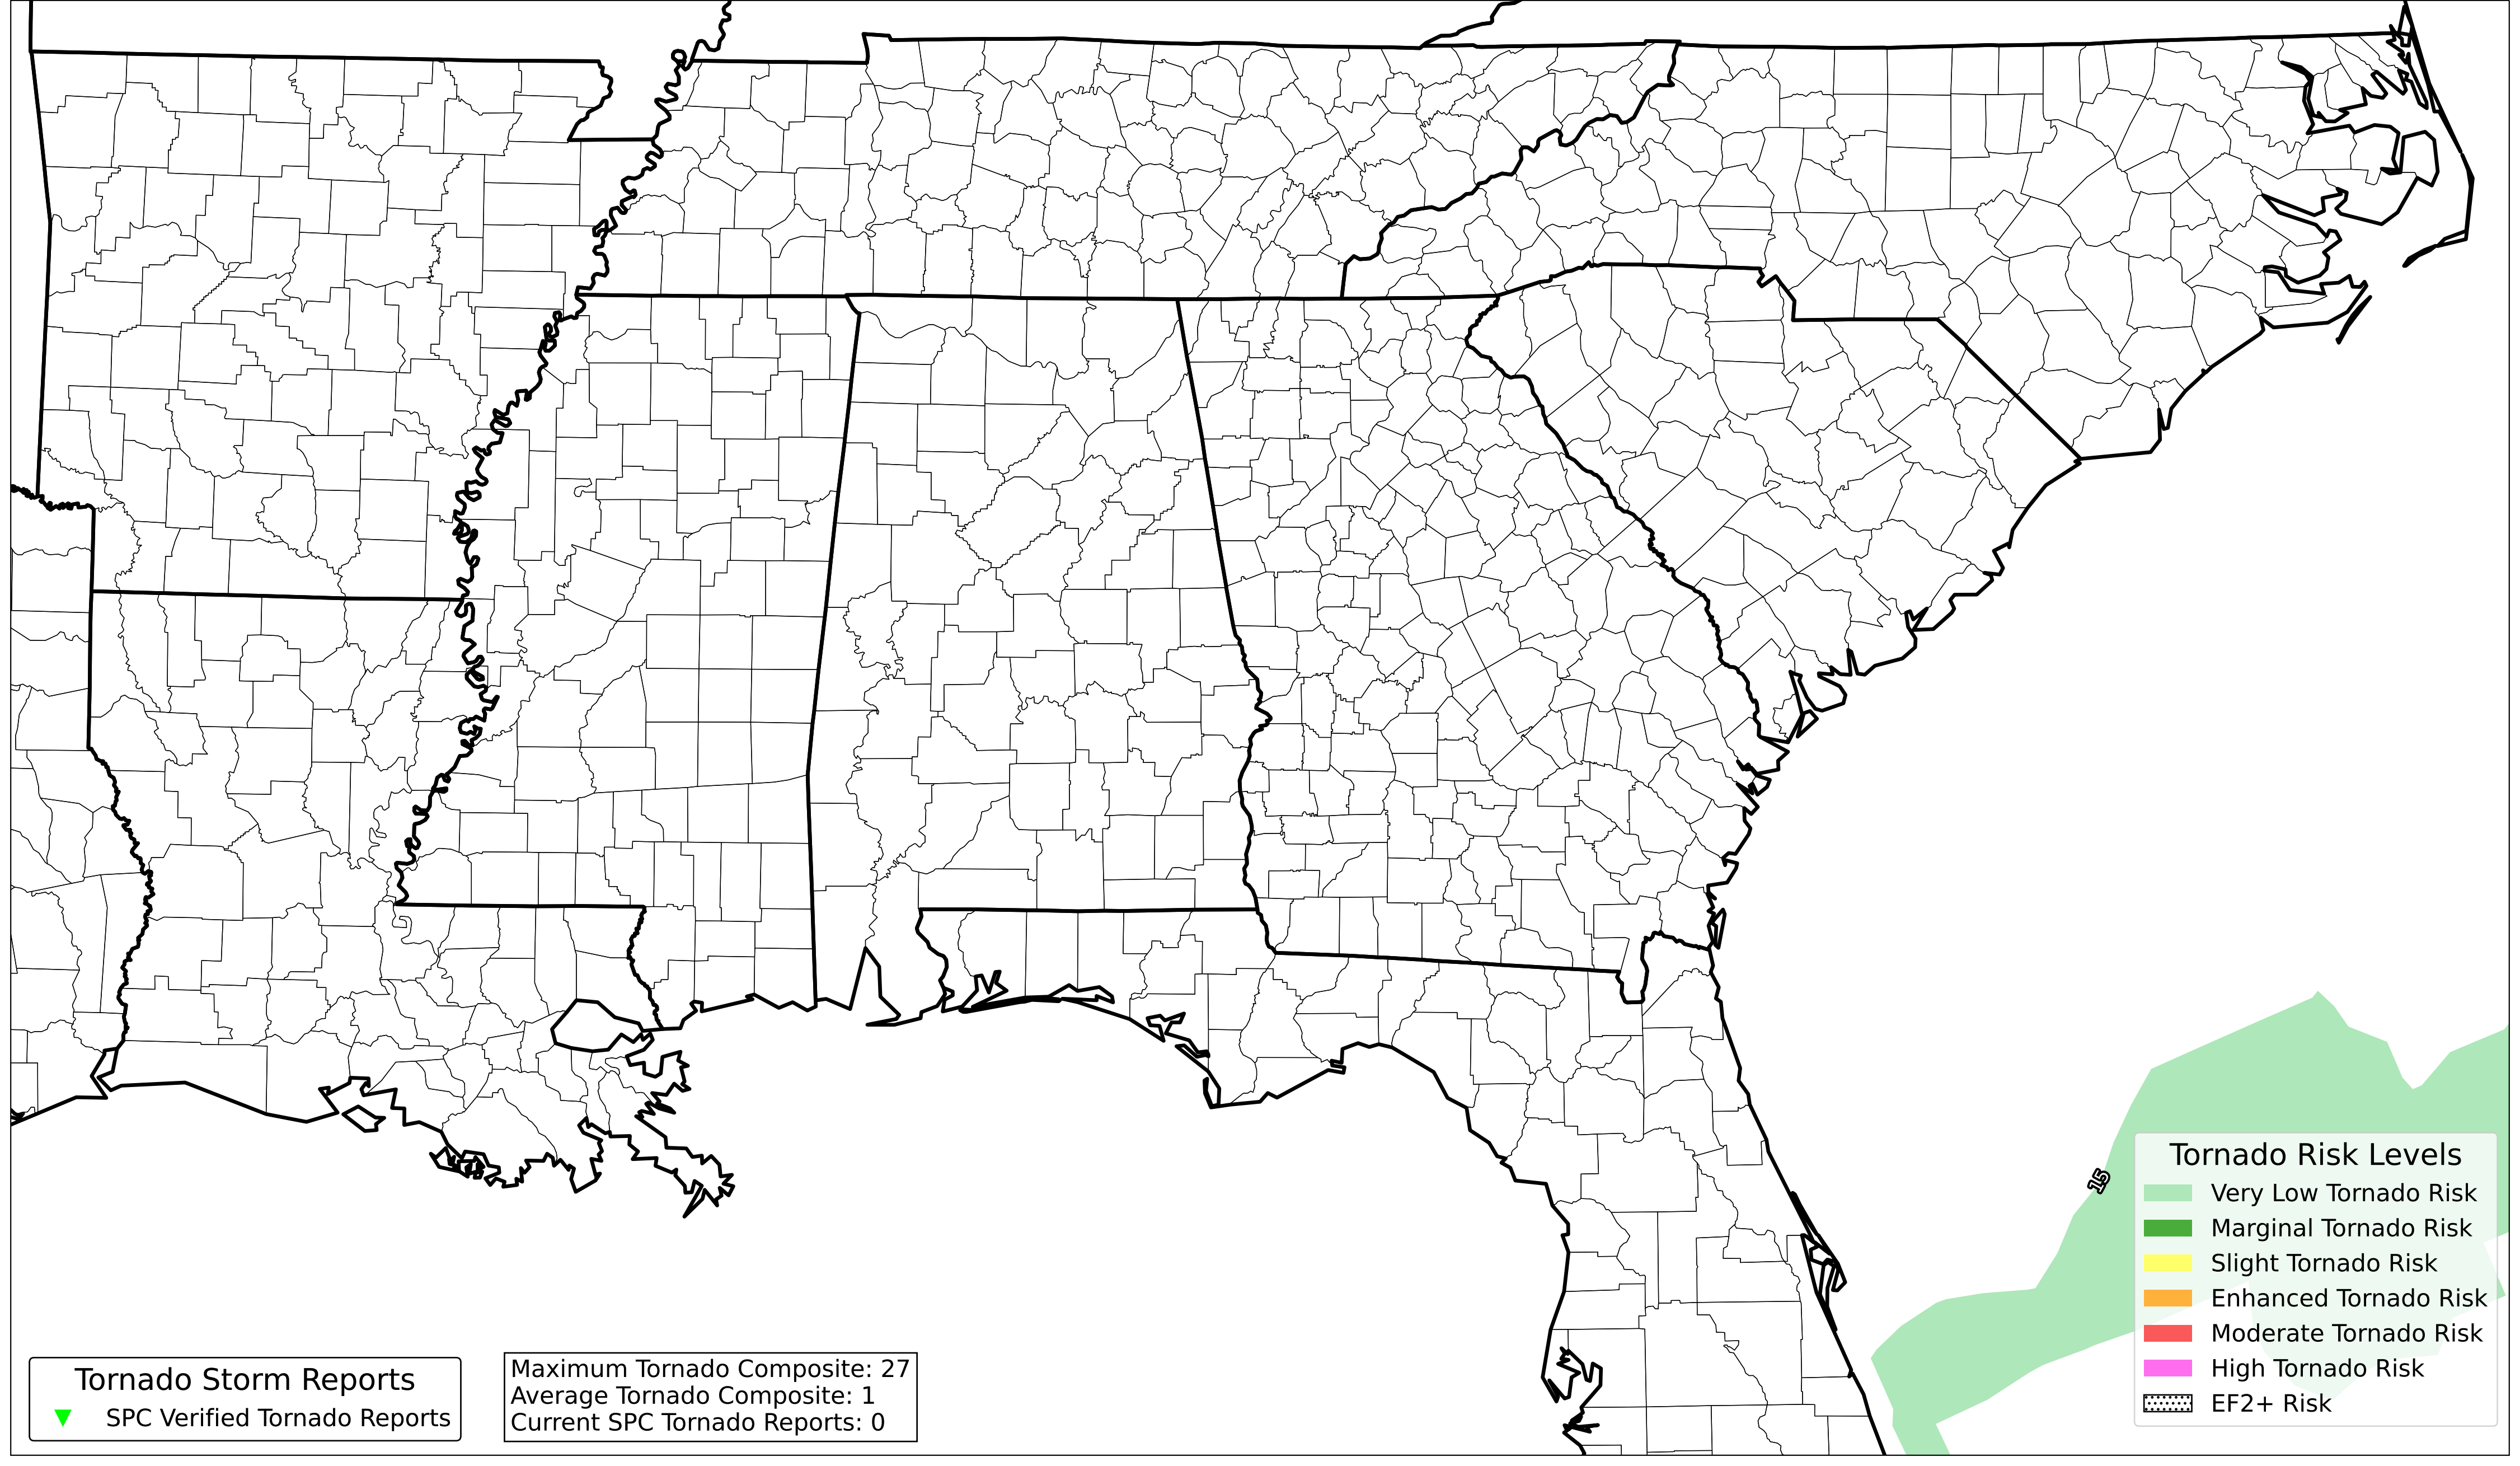 15
Tornado Risk Levels
Very Low Tornado Risk
Marginal Tornado Risk
Slight Tornado Risk
Enhanced Tornado Risk
Moderate Tornado Risk
High Tornado Risk
EF2+ Risk
Tornado Storm Reports
SPC Verified Tornado Reports
Maximum Tornado Composite: 27
Average Tornado Composite: 1
Current SPC Tornado Reports: 0